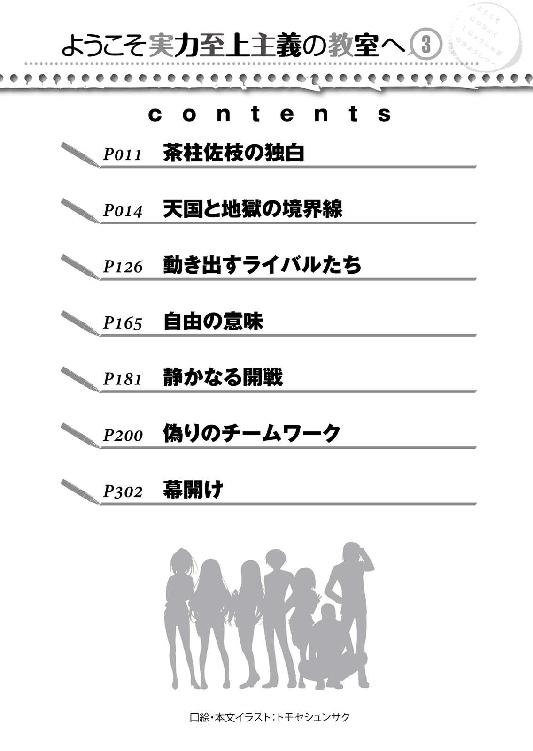 ようこそ実力至上主義の教室へ③
contents
P011 茶柱佐枝の独白
P014 天国と地獄の境界線
P126 動き出すライバルたち
P165 自由の意味
P181 静かなる開戦
P200 偽りのチームワーク
P302 幕開け
口絵・本文イラスト:トモセシュンサク